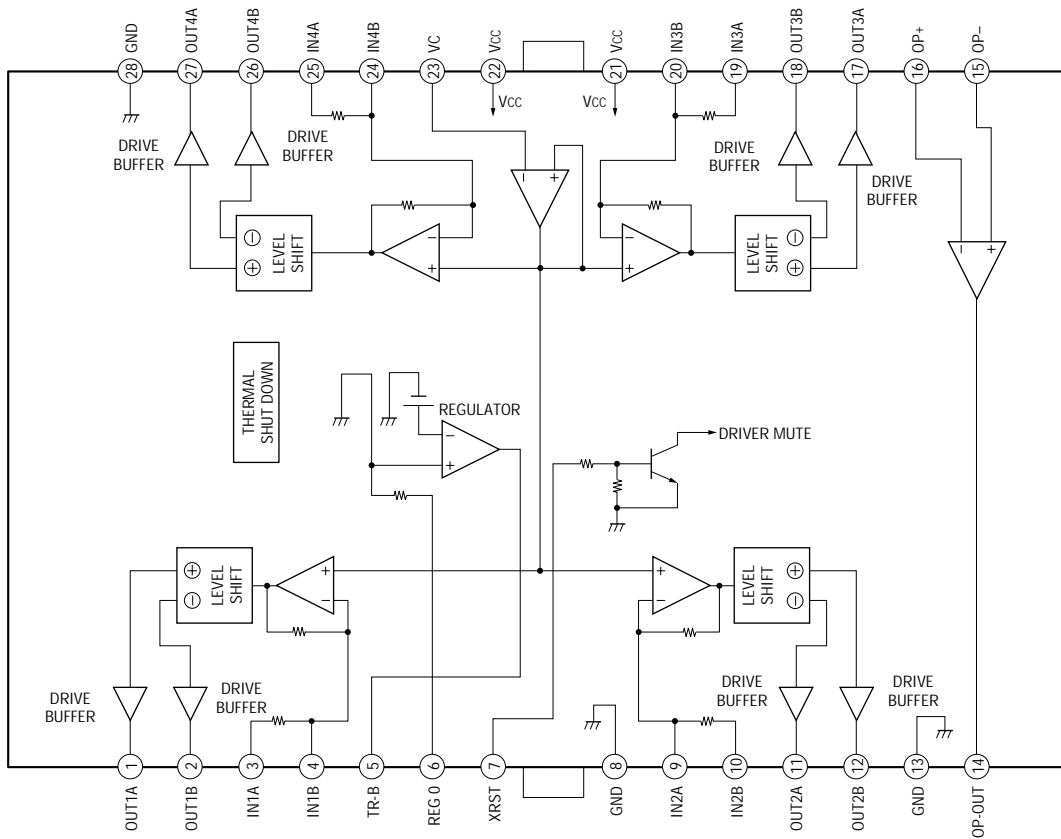 GND
OUT4A
OUT4B
IN4A
IN4B
VC
VCC
VCC
IN3B
IN3A
OUT3B
OUT3A
OP+
OP−
28
27
26
25
24
23
22
21
20
19
18
17
16
15
VCC
VCC
DRIVE
BUFFER
DRIVE
BUFFER
DRIVE
BUFFER
DRIVE
BUFFER
− +
− +
LEVEL
SHIFT
− +
− +
− +
LEVEL
SHIFT
− +
− +
THERMAL
SHUT DOWN
REGULATOR
− +
DRIVER MUTE
+ −
LEVEL
SHIFT
+ −
+ −
LEVEL
SHIFT
+ −
DRIVE
BUFFER
DRIVE
BUFFER
DRIVE
BUFFER
DRIVE
BUFFER
1
2
3
4
5
6
7
8
9
10
11
12
13
14
OUT1A
OUT1B
IN1A
IN1B
TR-B
REG 0
XRST
GND
IN2A
IN2B
OUT2A
OUT2B
GND
OP-OUT